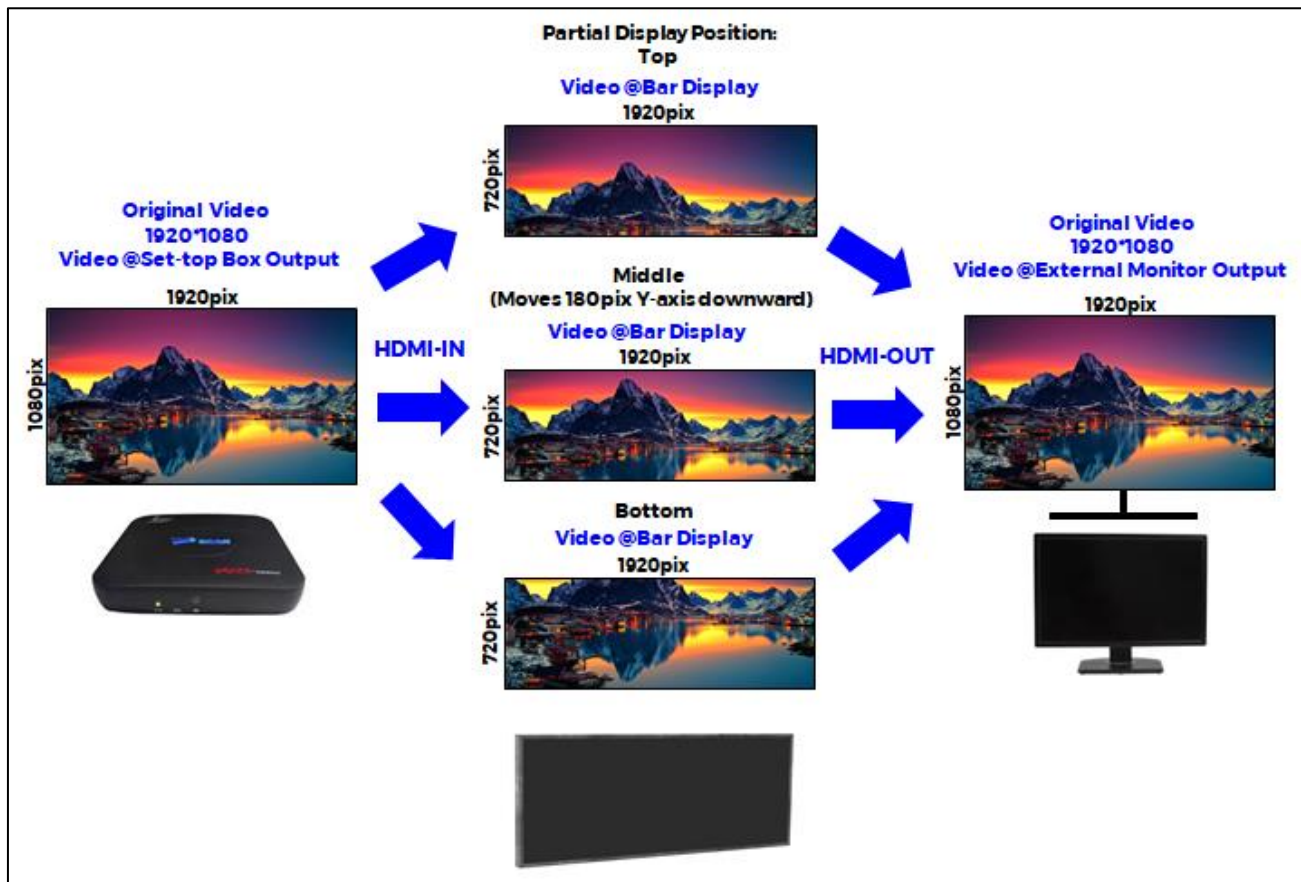 Partial Display Position:
Top
Video @Bar Display
1920pix
720pix
Original Video
1920*1080
Video @Set-top Box Output
1920pix
1080pix
HDMI-IN
Middle
(Moves 180pix Y-axis downward)
Video @Bar Display
1920pix
720pix
HDMI-OUT
Bottom
Video @Bar Display
1920pix
720pix
Original Video
1920*1080
Video @External Monitor Output
1920pix
1080pix